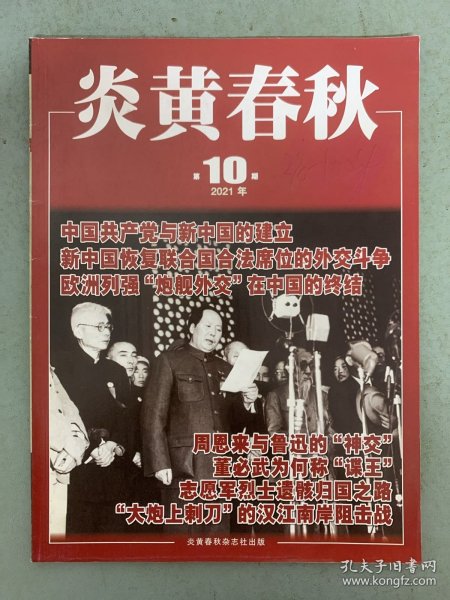 炎黄春秋
第10期
2021年
中国共产党与新中国的建立
新中国恢复联合国合法席位的外交斗争
欧洲列强“炮舰外交”在中国的终结
周恩来与鲁迅的“神交”
董必武为何称“谋王”
志愿军烈士遗骸归国之路
“大炮上刺刀”的汉江南岸阻击战
炎黄春秋杂志社出版
孔夫子旧书网
www.kongfz.com